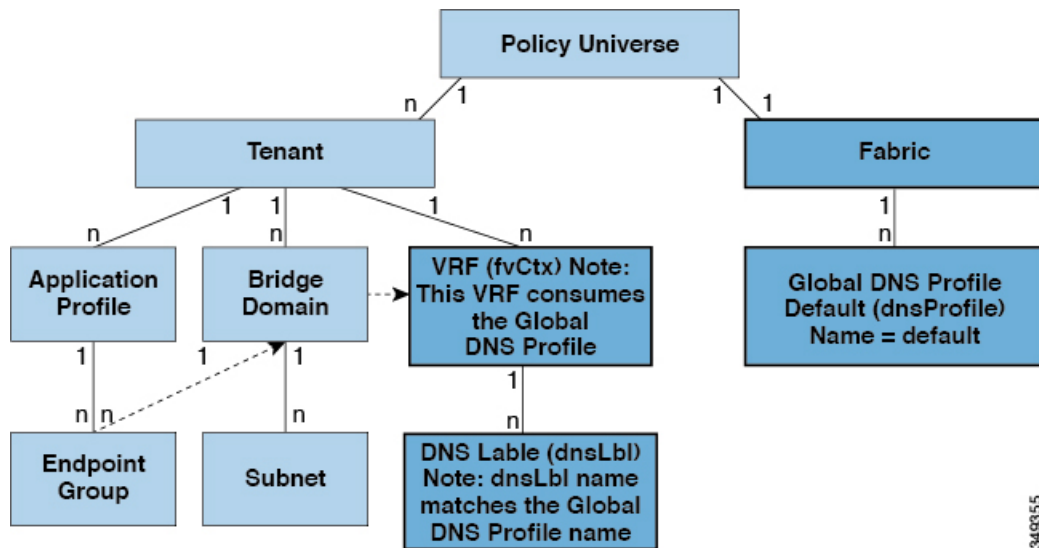 Policy Universe
n
1
1
1
Tenant
Fabric
1
1
1
1
n
n
n
n
Application
Profile
Bridge
Domain
VRF (fvCtx) Note:
This VRF consumes
the Global
DNS Profile
Global DNS Profile
Default (dnsProfile)
Name = default
1
1
1
1
n
n
n
n
Endpoint
Group
Subnet
DNS Lable (dnsLbl)
Note: dnsLbl name
matches the Global
DNS Profile name
349355